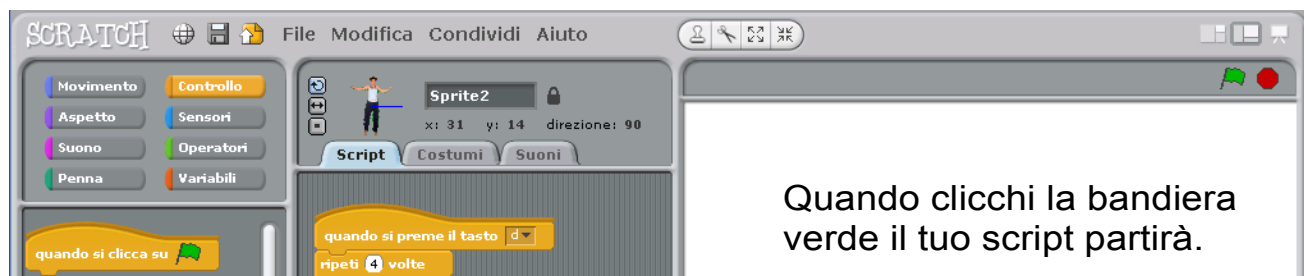 SCRATCH File Modifica Condividi Aiuto
Movimento Controllo
Aspetto Sensori
Suono Operatori
Penna Variabili
quando si clicca su
Sprite2
x: 31 y: 14 direzione: 90
Script Costumi Suoni
quando si preme il tasto d
ripeti 4 volte
Quando clicchi la bandiera
verde il tuo script partirà.